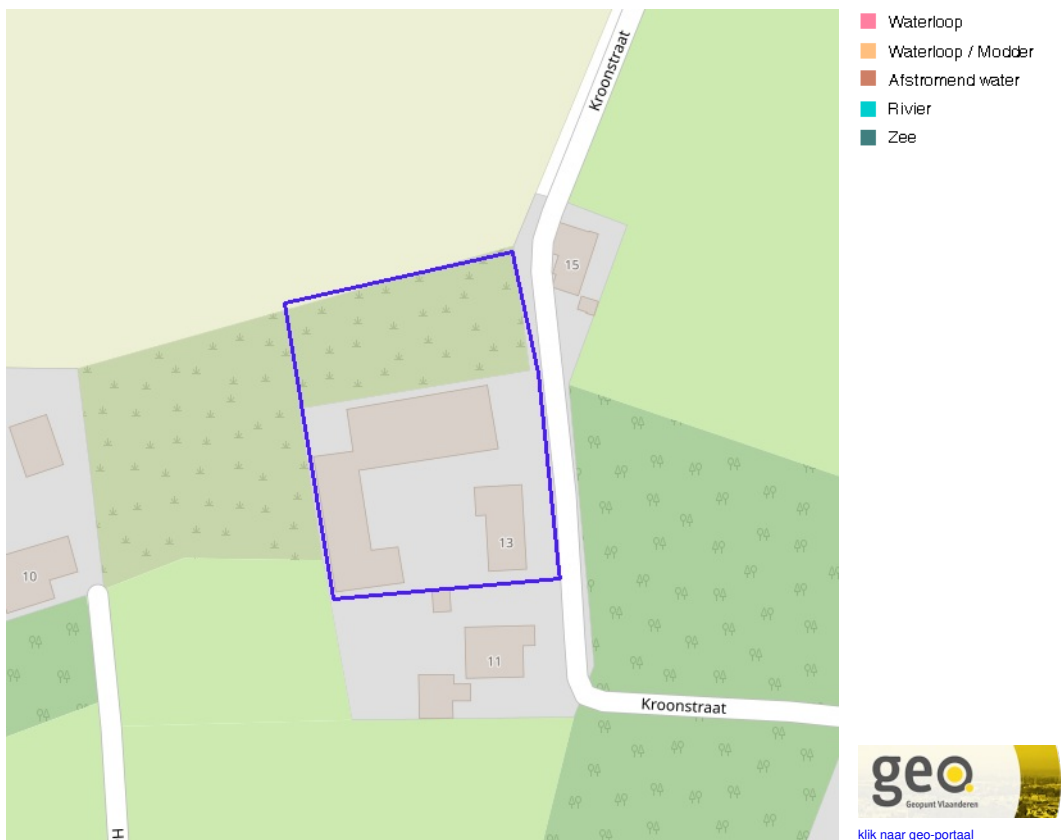 Kroonstraat
15
13
10
11
Kroonstraat
H
Waterloop
Waterloop / Modder
Afstromend water
Rivier
Zee
geo.
Geopunt Vlaanderen
klik naar geo-portaal